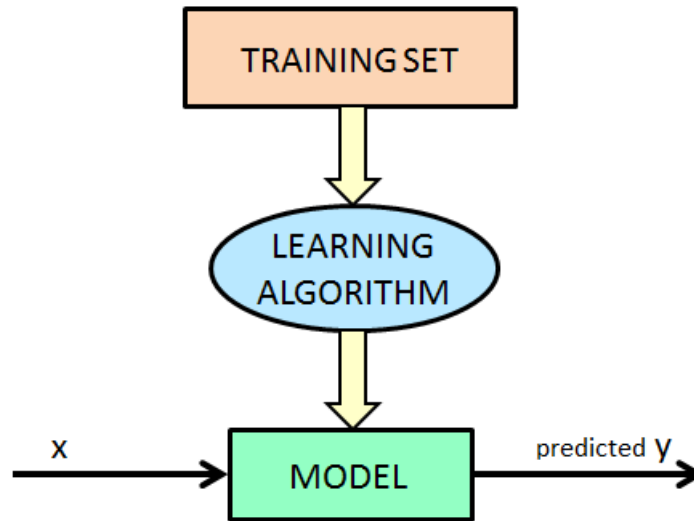 TRAINING SET
LEARNING
ALGORITHM
x
MODEL
predicted y